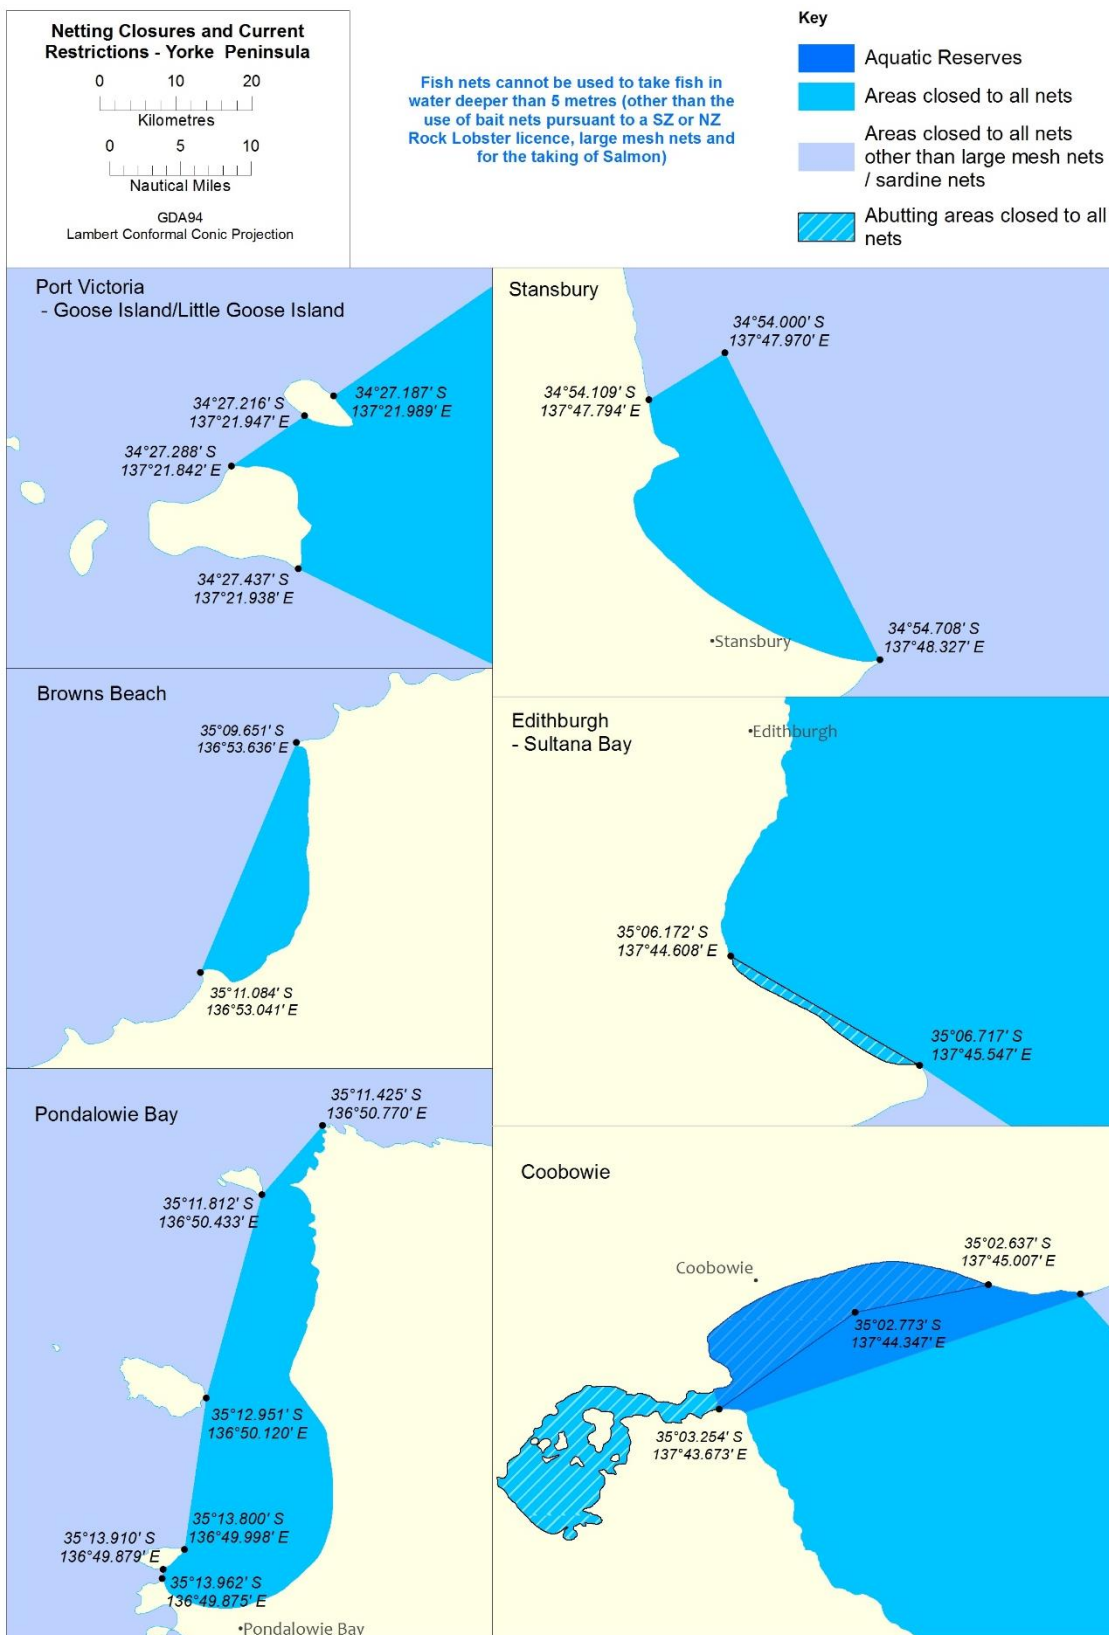 Netting Closures and Current
Restrictions - Yorke Peninsula
0 10 20
Kilometres
0 5 10
Nautical Miles
GDA94
Lambert Conformal Conic Projection
Fish nets cannot be used to take fish in
water deeper than 5 metres (other than the
use of bait nets pursuant to a SZ or NZ
Rock Lobster licence, large mesh nets and
for the taking of Salmon)
Key
Aquatic Reserves
Areas closed to all nets
Areas closed to all nets
other than large mesh nets
/ sardine nets
Abutting areas closed to all
nets
Port Victoria
- Goose Island/Little Goose Island
34°27.187' S
137°21.989' E
34°27.216' S
137°21.947' E
34°27.288' S
137°21.842' E
34°27.437' S
137°21.938' E
Stansbury
34°54.000' S
137°47.970' E
34°54.109' S
137°47.794' E
Stansbury
34°54.708' S
137°48.327' E
Browns Beach
35°09.651' S
136°53.636' E
35°11.084' S
136°53.041' E
Edithburgh
- Sultana Bay
Edithburgh
35°06.172' S
137°44.608' E
35°06.717' S
137°45.547' E
Pondalowie Bay
35°11.425' S
136°50.770' E
35°11.812' S
136°50.433' E
35°12.951' S
136°50.120' E
35°13.800' S
136°49.998' E
35°13.910' S
136°49.879' E
35°13.962' S
136°49.875' E
Pondalowie Bay
Coobowie
35°02.637' S
137°45.007' E
Coobowie
35°02.773' S
137°44.347' E
35°03.254' S
137°43.673' E